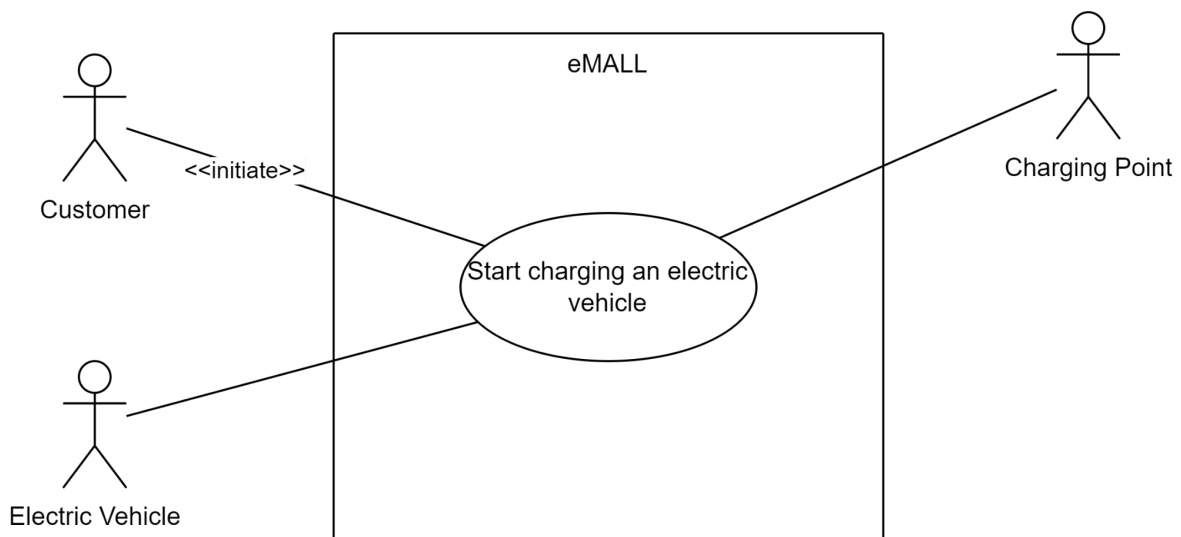 eMALL
<<initiate>>
Customer
Charging Point
Start charging an electric
vehicle
Electric Vehicle